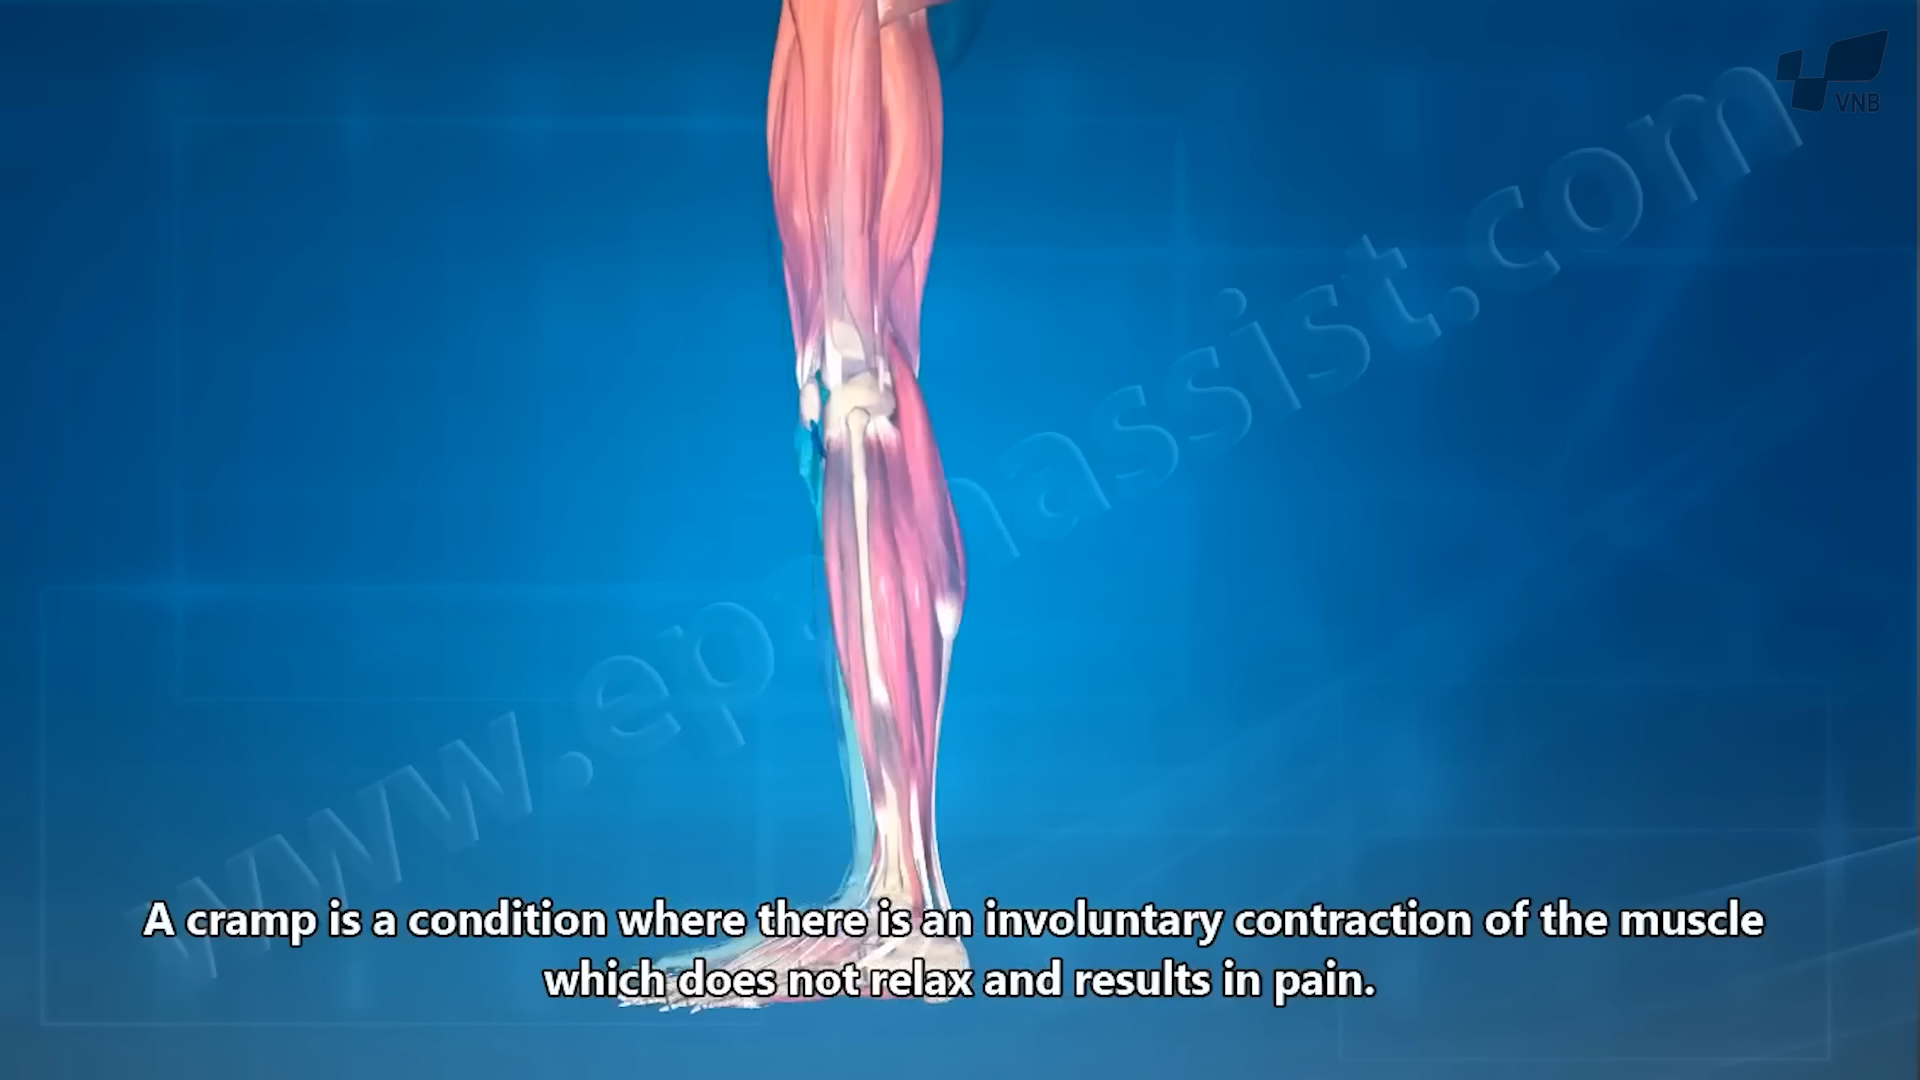 VNB
A cramp is a condition where there is an involuntary contraction of the muscle
which does not relax and results in pain.